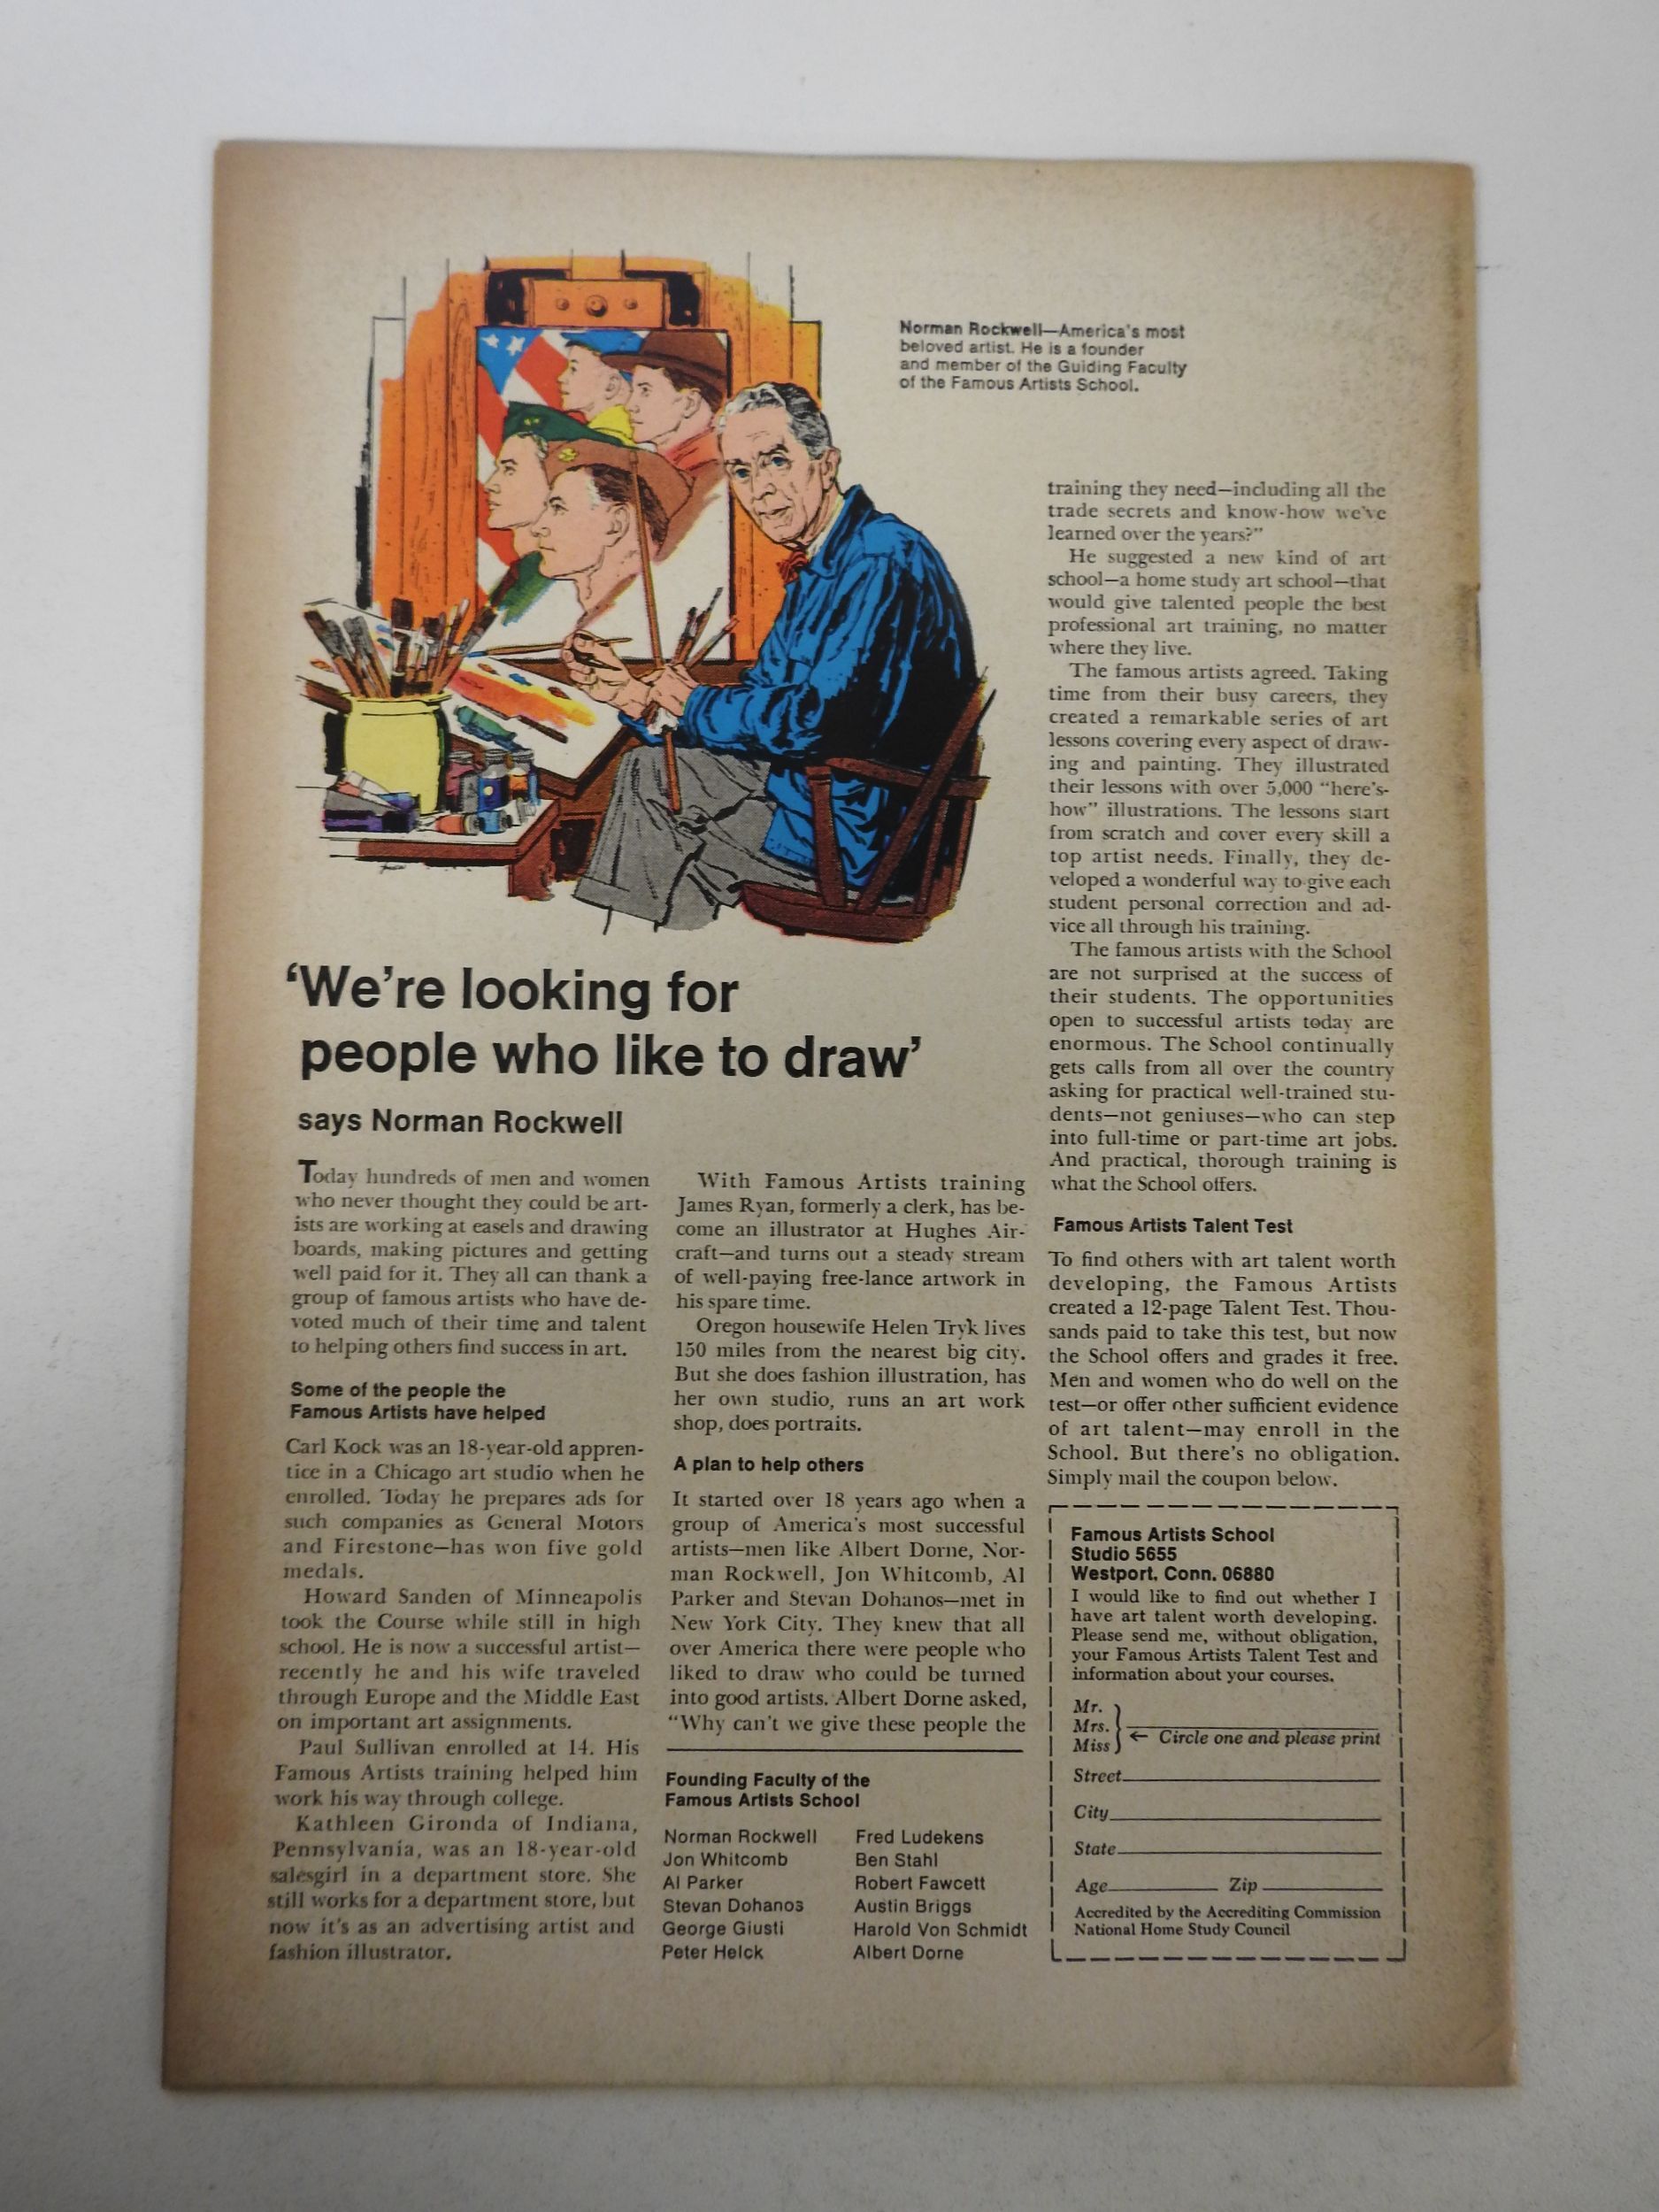 Norman Rockwell—America's most
beloved artist. He is a founder
and member of the Guiding Faculty
of the Famous Artists School.
'We're looking for
people who like to draw'
says Norman Rockwell
Today hundreds of men and women
who never thought they could be art-
ists are working at easels and drawing
boards, making pictures and getting
well paid for it. They all can thank a
group of famous artists who have de-
voted much of their time and talent
to helping others find success in art.
Some of the people the
Famous Artists have helped
Carl Kock was an 18-year-old appren-
tice in a Chicago art studio when he
enrolled. Today he prepares ads for
such companies as General Motors
and Firestone—has won five gold
medals.
Howard Sanden of Minneapolis
took the Course while still in high
school. He is now a successful artist—
recently he and his wife traveled
through Europe and the Middle East
on important art assignments.
Paul Sullivan enrolled at 14. His
Famous Artists training helped him
work his way through college.
Kathleen Gironda of Indiana,
Pennsylvania, was an 18-year-old
salesgirl in a department store. She
still works for a department store, but
now it's as an advertising artist and
fashion illustrator.
With Famous Artists training
James Ryan, formerly a clerk, has be-
come an illustrator at Hughes Air-
craft—and turns out a steady stream
of well-paying free-lance artwork in
his spare time.
Oregon housewife Helen Tryk lives
150 miles from the nearest big city.
But she does fashion illustration, has
her own studio, runs an art work
shop, does portraits.
A plan to help others
It started over 18 years ago when a
group of America's most successful
artists—men like Albert Dorne, Nor-
man Rockwell, Jon Whitcomb, Al
Parker and Stevan Dohanos—met in
New York City. They knew that all
over America there were people who
liked to draw who could be turned
into good artists. Albert Dorne asked,
"Why can't we give these people the
training they need—including all the
trade secrets and know-how we've
learned over the years?"
He suggested a new kind of art
school—a home study art school—that
would give talented people the best
professional art training, no matter
where they live.
The famous artists agreed. Taking
time from their busy careers, they
created a remarkable series of art
lessons covering every aspect of draw-
ing and painting. They illustrated
their lessons with over 5,000 "here's-
how" illustrations. The lessons start
from scratch and cover every skill a
top artist needs. Finally, they de-
veloped a wonderful way to give each
student personal correction and ad-
vice all through his training.
The famous artists with the School
are not surprised at the success of
their students. The opportunities
open to successful artists today are
enormous. The School continually
gets calls from all over the country
asking for practical well-trained stu-
dents—not geniuses—who can step
into full-time or part-time art jobs.
And practical, thorough training is
what the School offers.
Famous Artists Talent Test
To find others with art talent worth
developing, the Famous Artists
created a 12-page Talent Test. Thou-
sands paid to take this test, but now
the School offers and grades it free.
Men and women who do well on the
test—or offer other sufficient evidence
of art talent—may enroll in the
School. But there's no obligation.
Simply mail the coupon below.
Founding Faculty of the
Famous Artists School
Norman Rockwell
Jon Whitcomb
Al Parker
Stevan Dohanos
George Giusti
Peter Helck
Fred Ludekens
Ben Stahl
Robert Fawcett
Austin Briggs
Harold Von Schmidt
Albert Dorne
Famous Artists School
Studio 5655
Westport, Conn. 06880
I would like to find out whether I
have art talent worth developing.
Please send me, without obligation,
your Famous Artists Talent Test and
information about your courses.
Mr.
Mrs.
Miss ← Circle one and please print
Street
City
State
Age Zip
Accredited by the Accrediting Commission
National Home Study Council